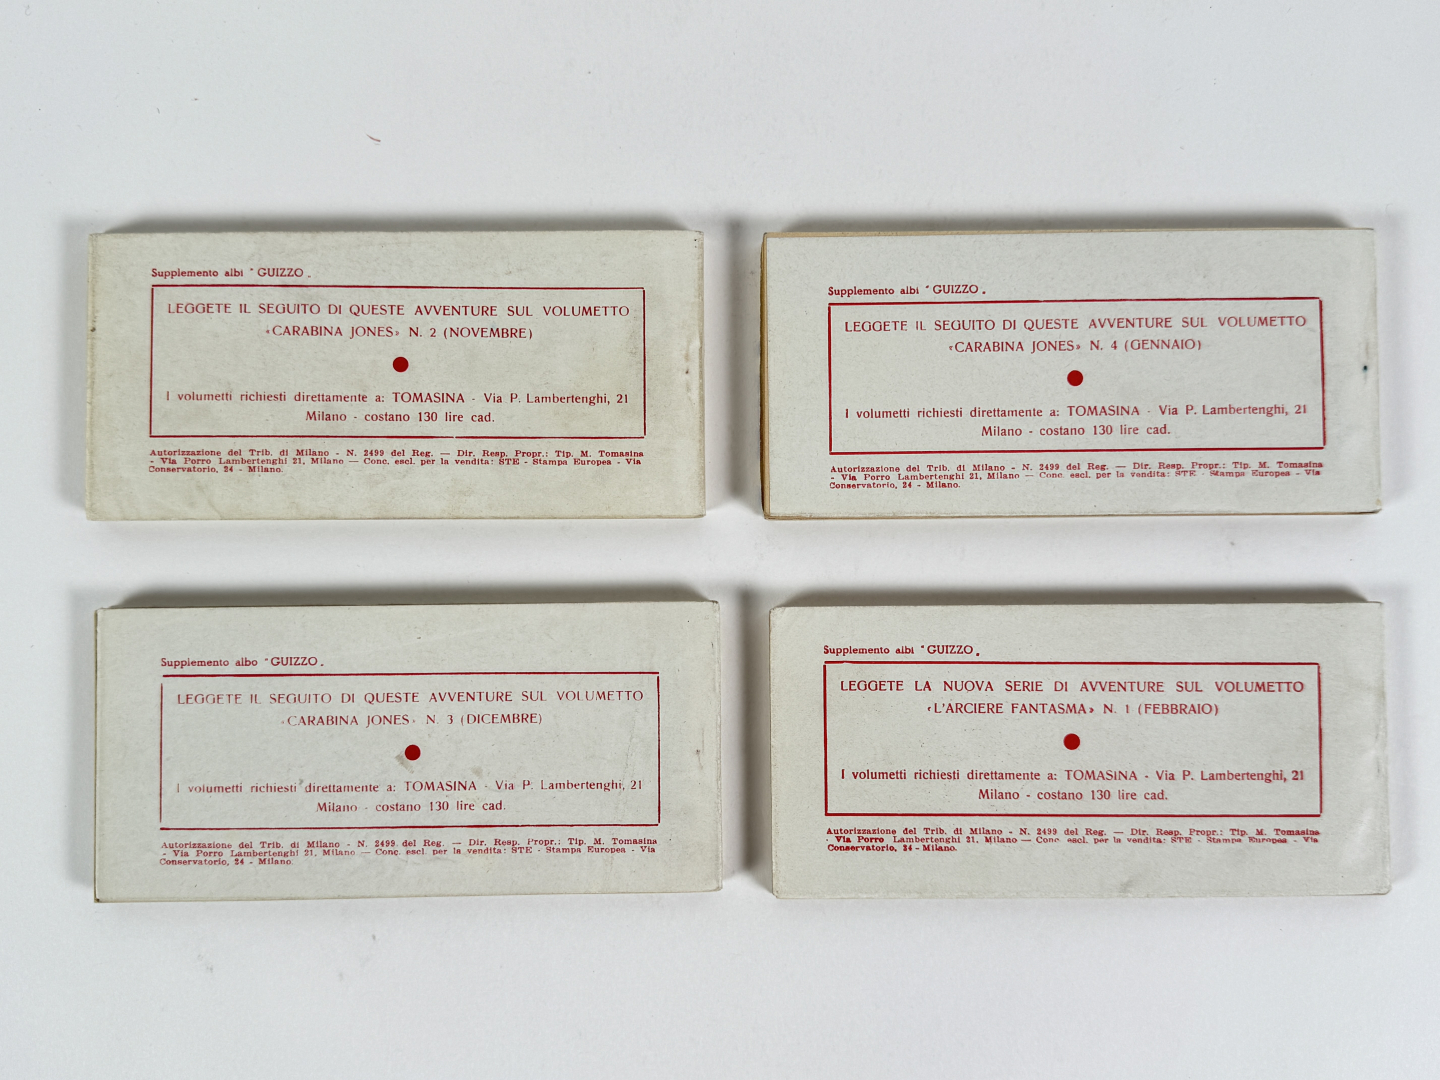 Supplemento albi "GUIZZO„
LEGGETE IL SEGUITO DI QUESTE AVVENTURE SUL VOLUMETTO
«CARABINA JONES» N. 2 (NOVEMBRE)
I volumetti richiesti direttamente a: TOMASINA - Via P. Lambertenghi, 21
Milano - costano 130 lire cad.
Autorizzazione del Trib. di Milano - N. 2499 del Reg. — Dir. Resp. Propr.: Tip. M. Tomasina
- Via Porro Lambertenghi 21, Milano — Conc. escl. per la vendita: STE - Stampa Europea - Via
Conservatorio, 24 - Milano.
Supplemento albi "GUIZZO„
LEGGETE IL SEGUITO DI QUESTE AVVENTURE SUL VOLUMETTO
«CARABINA JONES» N. 4 (GENNAIO)
I volumetti richiesti direttamente a: TOMASINA - Via P. Lambertenghi, 21
Milano - costano 130 lire cad.
Autorizzazione del Trib. di Milano - N. 2499 del Reg. — Dir. Resp. Propr.: Tip. M. Tomasina
- Via Porro Lambertenghi 21, Milano — Conc. escl. per la vendita: STE - Stampa Europea - Via
Conservatorio, 24 - Milano.
Supplemento albo "GUIZZO„
LEGGETE IL SEGUITO DI QUESTE AVVENTURE SUL VOLUMETTO
«CARABINA JONES» N. 3 (DICEMBRE)
I volumetti richiesti direttamente a: TOMASINA - Via P. Lambertenghi, 21
Milano - costano 130 lire cad.
Autorizzazione del Trib. di Milano - N. 2499 del Reg. — Dir. Resp. Propr.: Tip. M. Tomasina
- Via Porro Lambertenghi 21, Milano — Conc. escl. per la vendita: STE - Stampa Europea - Via
Conservatorio, 24 - Milano.
Supplemento albi "GUIZZO„
LEGGETE LA NUOVA SERIE DI AVVENTURE SUL VOLUMETTO
«L'ARCIERE FANTASMA» N. 1 (FEBBRAIO)
I volumetti richiesti direttamente a: TOMASINA - Via P. Lambertenghi, 21
Milano - costano 130 lire cad.
Autorizzazione del Trib. di Milano - N. 2499 del Reg. — Dir. Resp. Propr.: Tip. M. Tomasina
- Via Porro Lambertenghi 21, Milano — Conc. escl. per la vendita: STE - Stampa Europea - Via
Conservatorio, 24 - Milano.